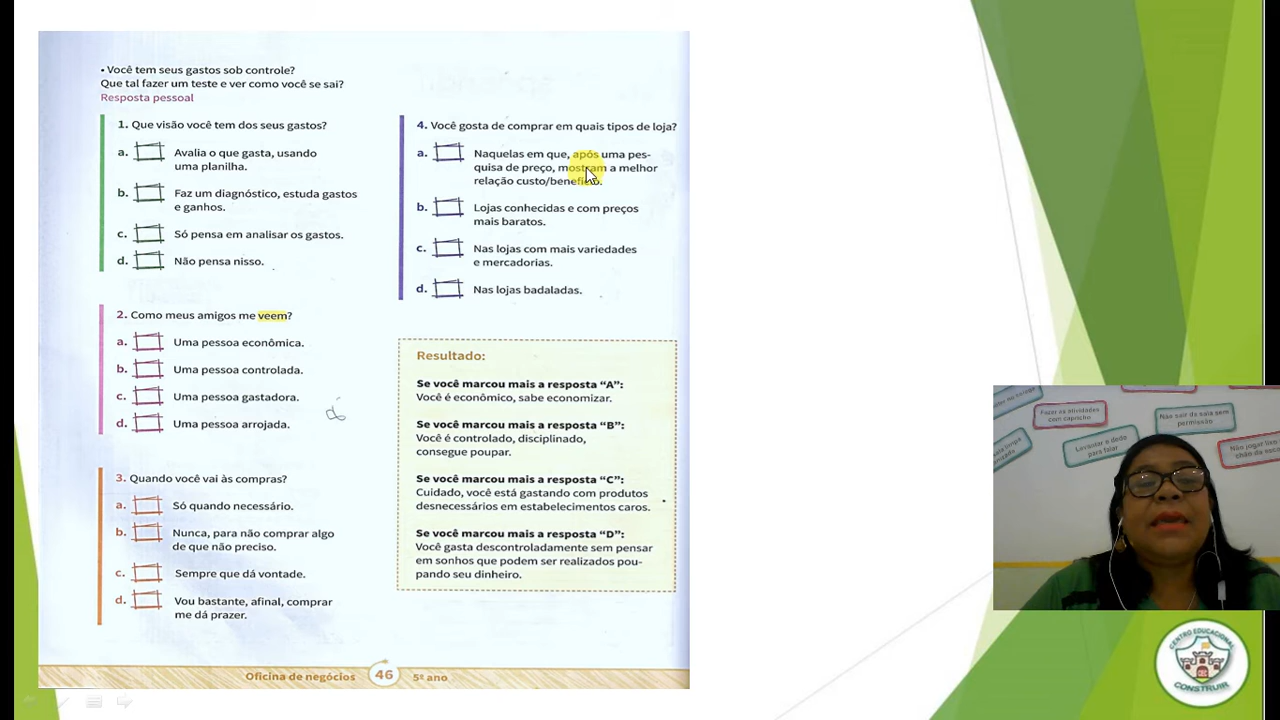 • Você tem seus gastos sob controle?
Que tal fazer um teste e ver como você se sai?
Resposta pessoal
1. Que visão você tem dos seus gastos?
a. Avalia o que gasta, usando
uma planilha.
b. Faz um diagnóstico, estuda gastos
e ganhos.
c. Só pensa em analisar os gastos.
d. Não pensa nisso.
2. Como meus amigos me veem?
a. Uma pessoa econômica.
b. Uma pessoa controlada.
c. Uma pessoa gastadora.
d. Uma pessoa arrojada.
3. Quando você vai às compras?
a. Só quando necessário.
b. Nunca, para não comprar algo
de que não preciso.
c. Sempre que dá vontade.
d. Vou bastante, afinal, comprar
me dá prazer.
4. Você gosta de comprar em quais tipos de loja?
a. Naquelas em que, após uma pes-
quisa de preço, mostram a melhor
relação custo/benefício.
b. Lojas conhecidas e com preços
mais baratos.
c. Nas lojas com mais variedades
e mercadorias.
d. Nas lojas badaladas.
Resultado:
Se você marcou mais a resposta “A”:
Você é econômico, sabe economizar.
Se você marcou mais a resposta “B”:
Você é controlado, disciplinado,
consegue poupar.
Se você marcou mais a resposta “C”:
Cuidado, você está gastando com produtos
desnecessários em estabelecimentos caros.
Se você marcou mais a resposta “D”:
Você gasta descontroladamente sem pensar
em sonhos que podem ser realizados pou-
pando seu dinheiro.
Oficina de negócios 46 5º ano
Fazer as atividades
com capricho
Não sair da sala sem
permissão
Levantar o dedo
para falar
Não jogar lixo
chão da
CENTRO EDUCACIONAL
CONSTRUIR